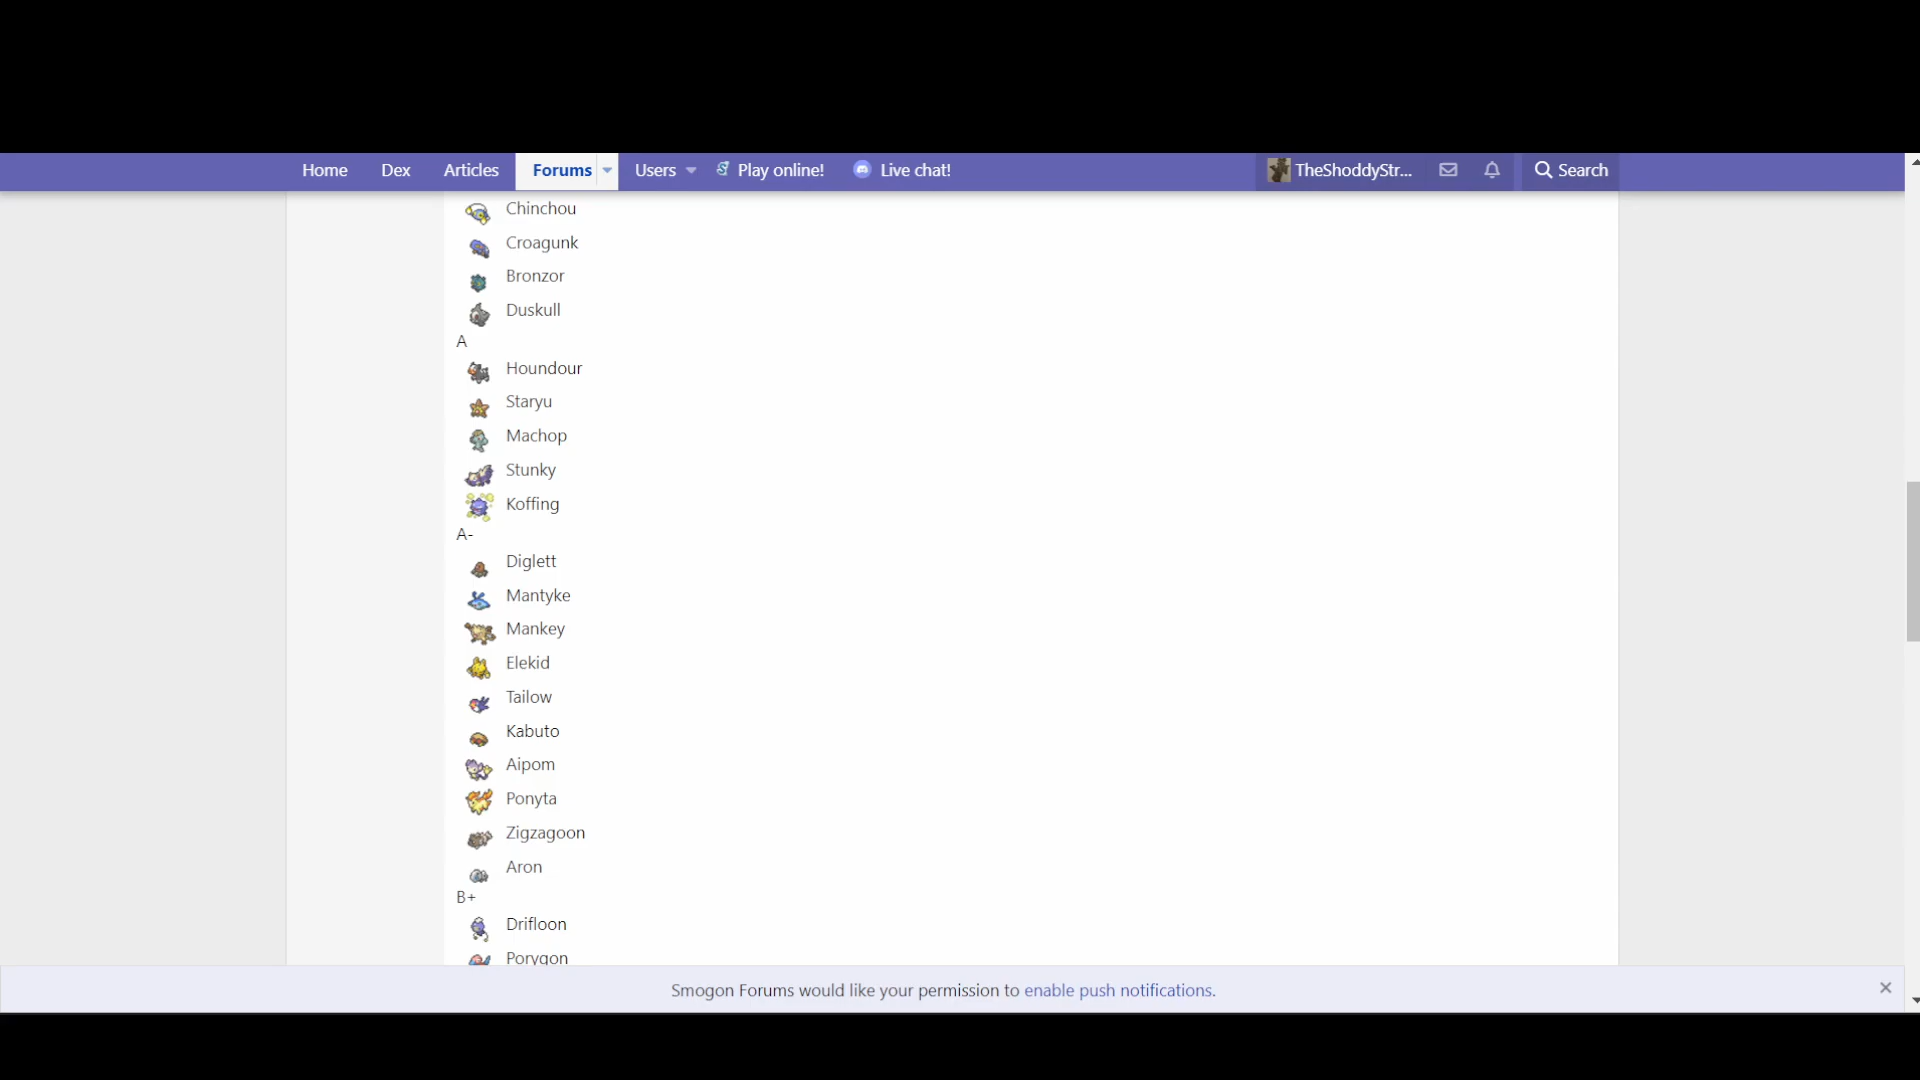 Home Dex Articles Forums Users Play online! Live chat! TheShoddyStr... Search
Chinchou
Croagunk
Bronzor
Duskull
A
Houndour
Staryu
Machop
Stunky
Koffing
A-
Diglett
Mantyke
Mankey
Elekid
Tailow
Kabuto
Aipom
Ponyta
Zigzagoon
Aron
B+
Drifloon
Porygon
Smogon Forums would like your permission to enable push notifications.